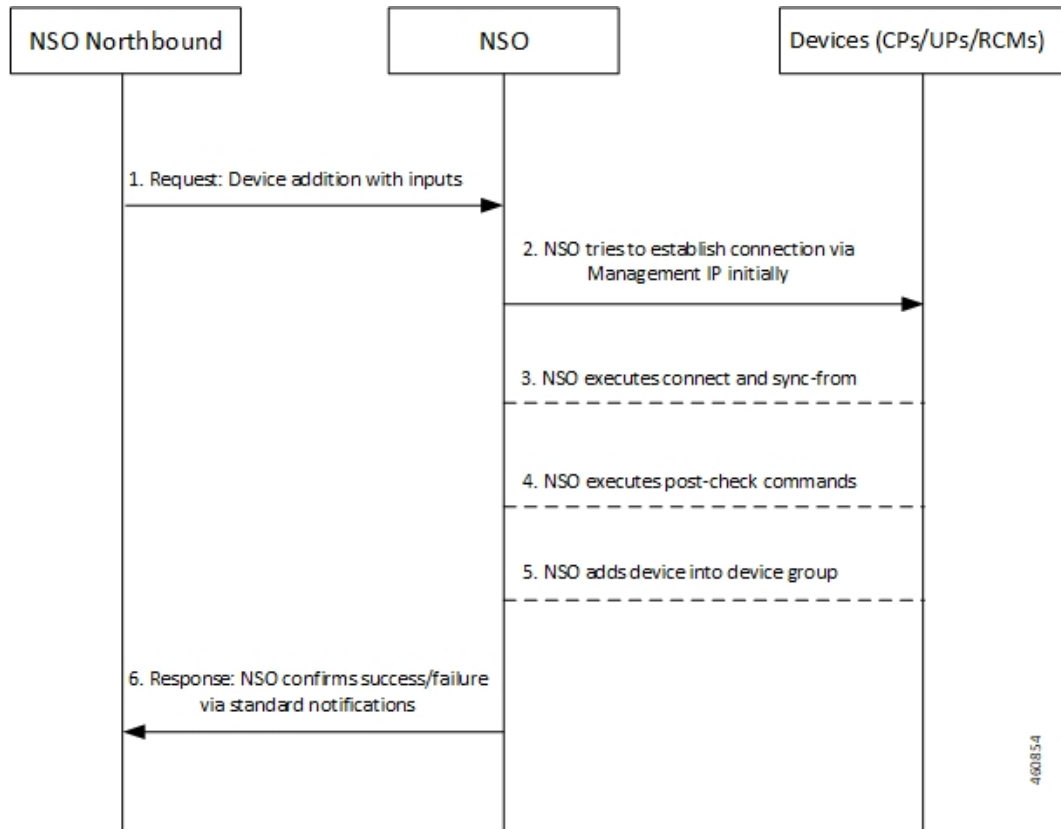 NSO Northbound
NSO
Devices (CPs/UPs/RCMs)
1. Request: Device addition with inputs
2. NSO tries to establish connection via
Management IP initially
3. NSO executes connect and sync-from
4. NSO executes post-check commands
5. NSO adds device into device group
6. Response: NSO confirms success/failure
via standard notifications
460854